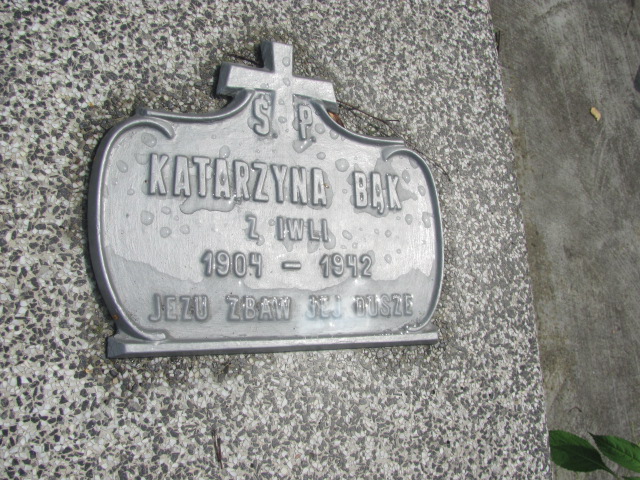 Ś. P.
KATARZYNA BĄK
Z IWLI
1904 - 1942
JEZU ZBAW JEJ DUSZE